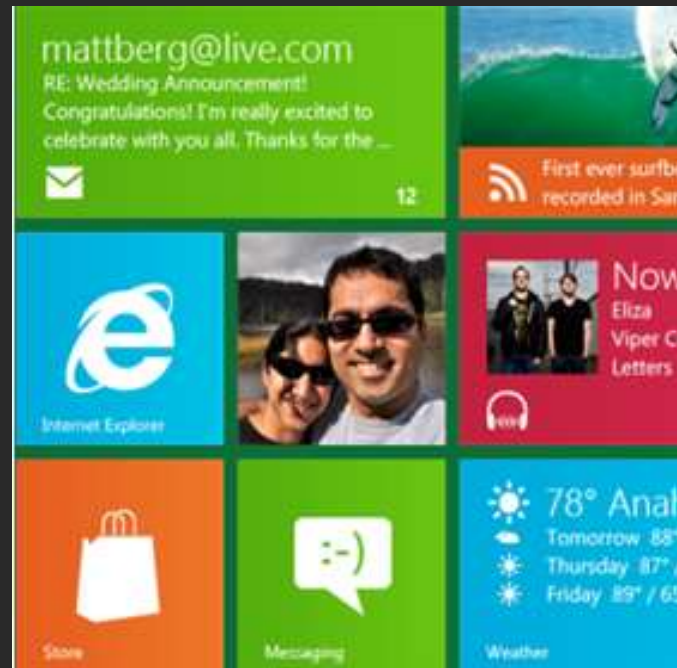 mattberg@live.com
RE: Wedding Announcement!
Congratulations! I'm really excited to
celebrate with you all. Thanks for the ...
12
First ever surfb
recorded in Sa
Internet Explorer
Now
Eliza
Viper C
Letters
Store
:-)
Messaging
78° Anah
Tomorrow 88°
Thursday 87° /
Friday 89° / 65
Weather